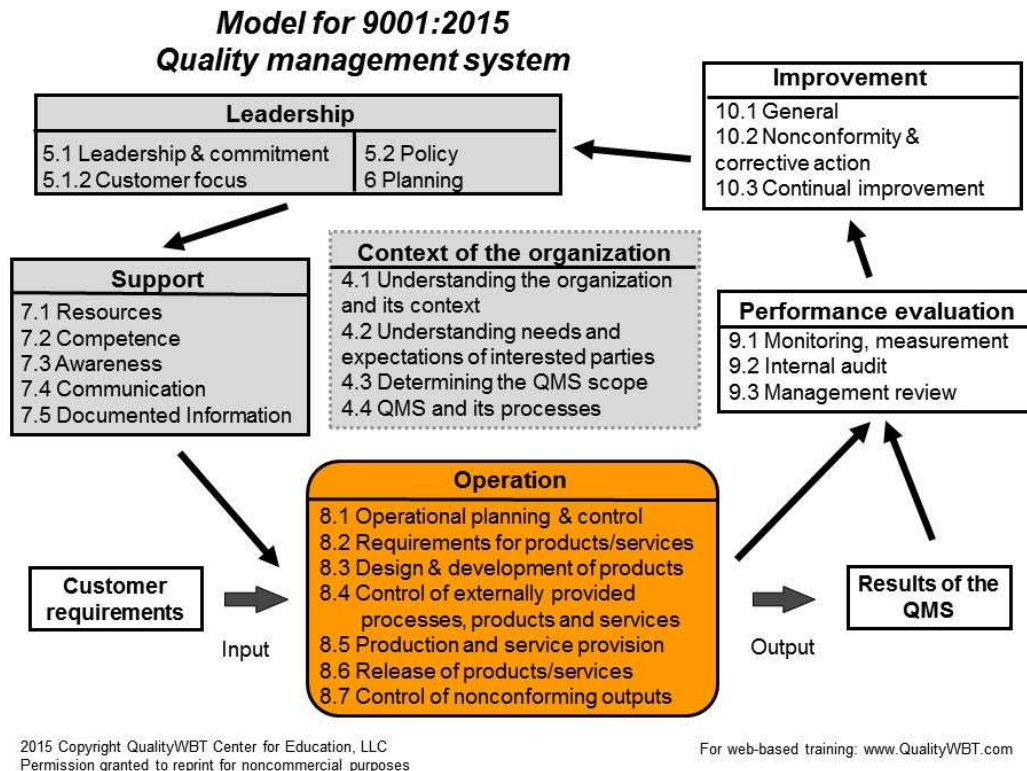 Model for 9001:2015
Quality management system
Leadership
5.1 Leadership & commitment
5.1.2 Customer focus
5.2 Policy
6 Planning
Improvement
10.1 General
10.2 Nonconformity &
corrective action
10.3 Continual improvement
Support
7.1 Resources
7.2 Competence
7.3 Awareness
7.4 Communication
7.5 Documented Information
Context of the organization
4.1 Understanding the organization
and its context
4.2 Understanding needs and
expectations of interested parties
4.3 Determining the QMS scope
4.4 QMS and its processes
Performance evaluation
9.1 Monitoring, measurement
9.2 Internal audit
9.3 Management review
Customer
requirements
Input
Operation
8.1 Operational planning & control
8.2 Requirements for products/services
8.3 Design & development of products
8.4 Control of externally provided
processes, products and services
8.5 Production and service provision
8.6 Release of products/services
8.7 Control of nonconforming outputs
Output
Results of the
QMS
2015 Copyright QualityWBT Center for Education, LLC
Permission granted to reprint for noncommercial purposes
For web-based training: www.QualityWBT.com